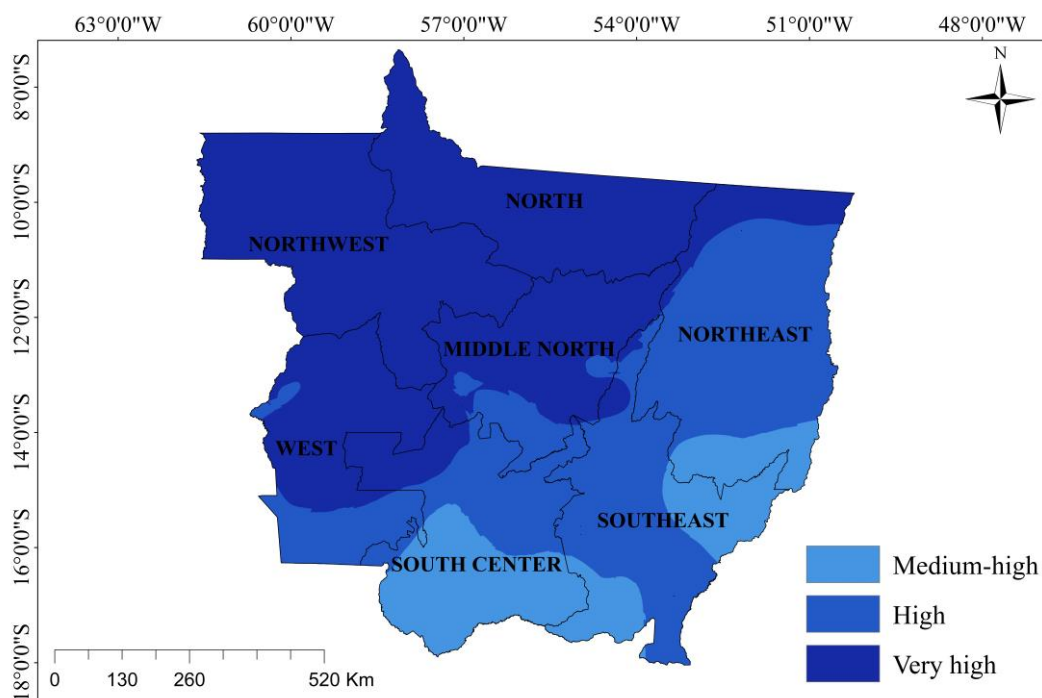 63°0'0"W 60°0'0"W 57°0'0"W 54°0'0"W 51°0'0"W 48°0'0"W
N
8°0'0"S
10°0'0"S
12°0'0"S
14°0'0"S
16°0'0"S
18°0'0"S
NORTH
NORTHWEST
NORTHEAST
MIDDLE NORTH
WEST
SOUTHEAST
SOUTH CENTER
Medium-high
High
Very high
0 130 260 520 Km